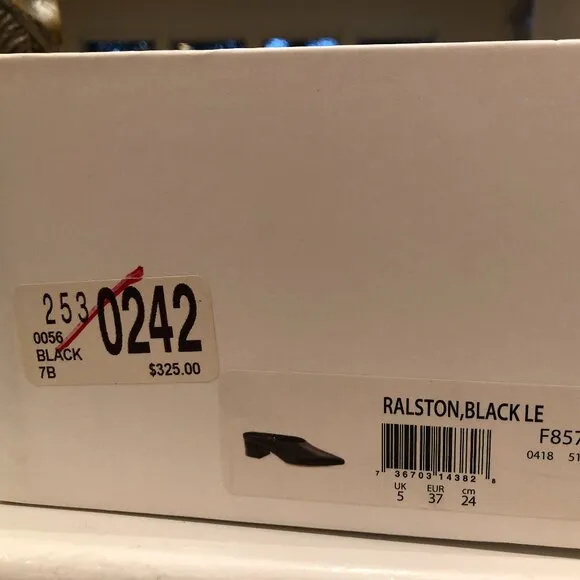 253 0242
0056
BLACK
7B $325.00
RALSTON,BLACK LE
F857
0418 51
7 36703 14382 8
UK EUR cm
5 37 24